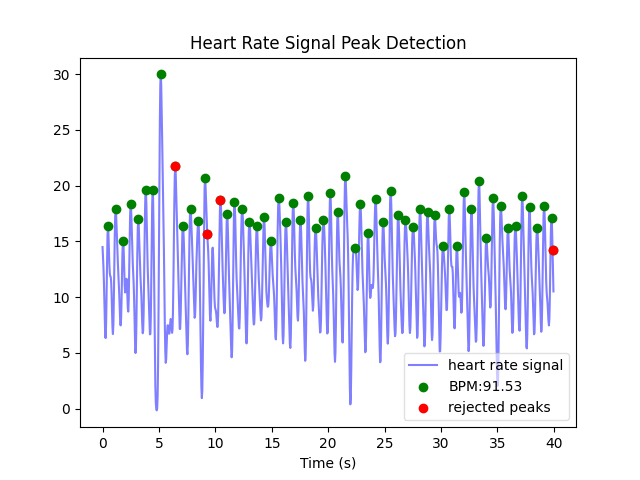 Heart Rate Signal Peak Detection
30
25
20
15
10
5
0
0 5 10 15 20 25 30 35 40
Time (s)
heart rate signal
BPM:91.53
rejected peaks